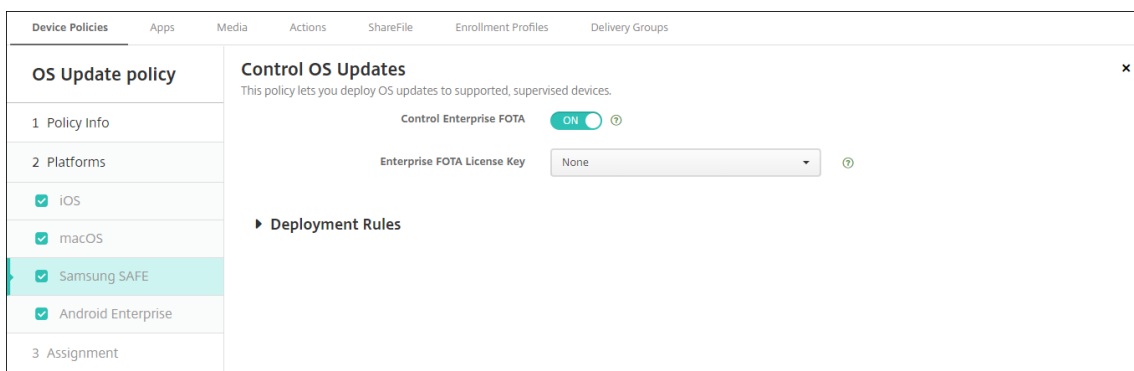 Device Policies Apps Media Actions ShareFile Enrollment Profiles Delivery Groups
OS Update policy
1 Policy Info
2 Platforms
iOS
macOS
Samsung SAFE
Android Enterprise
3 Assignment
Control OS Updates
×
This policy lets you deploy OS updates to supported, supervised devices.
Control Enterprise FOTA ON ?
Enterprise FOTA License Key None ?
Deployment Rules